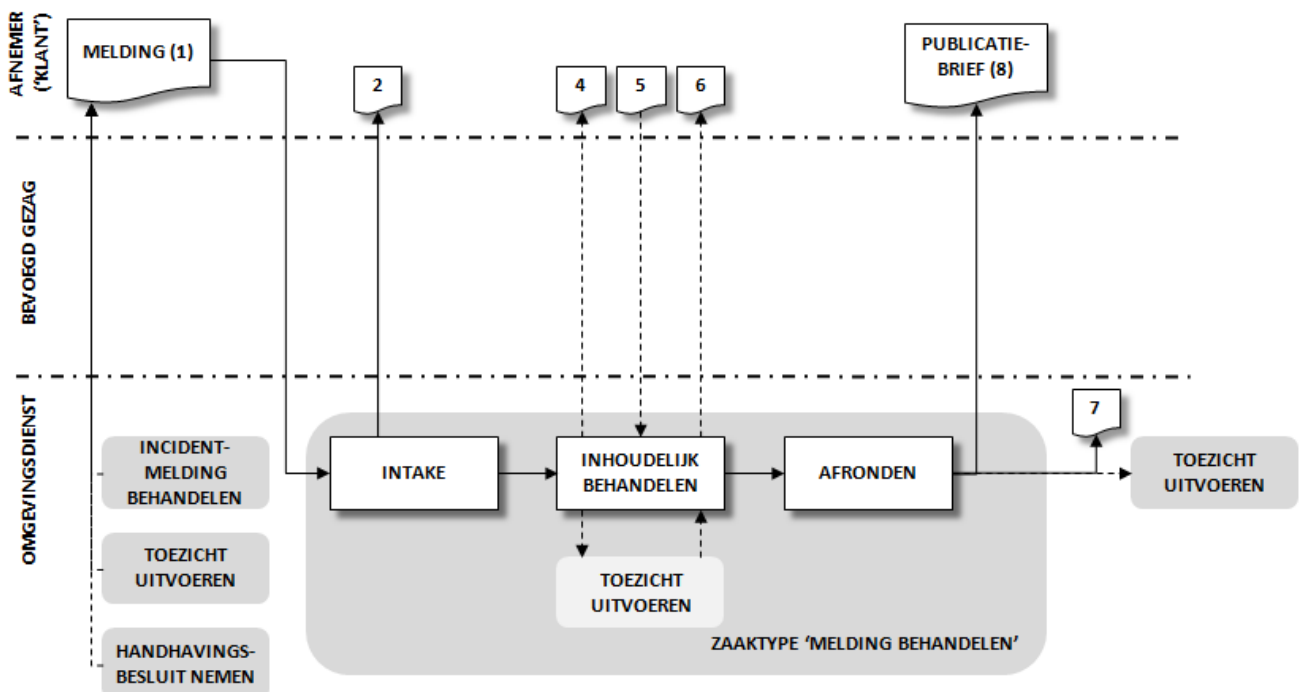 AFNEMER
('KLANT')
MELDING (1)
2
4
5
6
PUBLICATIE-
BRIEF (8)
BEVOEGD GEZAG
OMGEVINGSDIENST
INCIDENT-
MELDING
BEHANDELEN
TOEZICHT
UITVOEREN
HANDHAVINGS-
BESLUIT NEMEN
INTAKE
INHOUDELIJK
BEHANDELEN
AFRONDEN
7
TOEZICHT
UITVOEREN
TOEZICHT
UITVOEREN
ZAAKTYPE ‘MELDING BEHANDELEN’